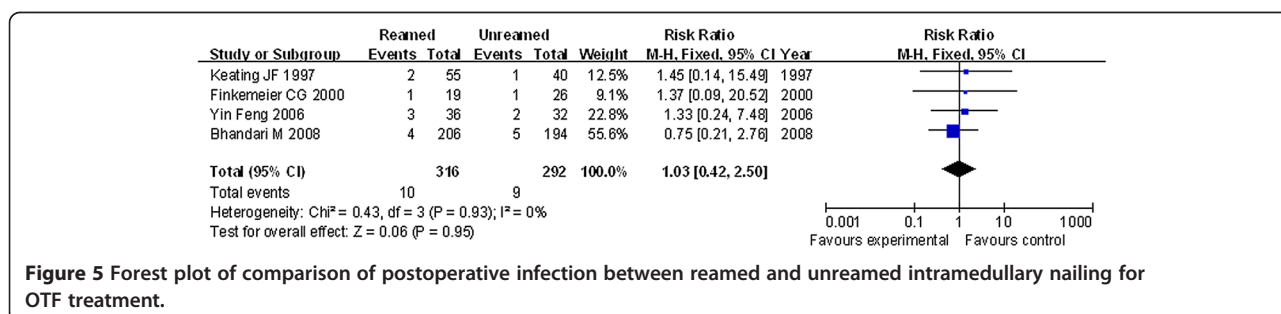 Reamed Unreamed Risk Ratio Risk Ratio
Study or Subgroup Events Total Events Total Weight M-H, Fixed, 95% CI Year M-H, Fixed, 95% CI
Keating JF 1997 2 55 1 40 12.5% 1.45 [0.14, 15.49] 1997
Finkemeier CG 2000 1 19 1 26 9.1% 1.37 [0.09, 20.52] 2000
Yin Feng 2006 3 36 2 32 22.8% 1.33 [0.24, 7.48] 2006
Bhandari M 2008 4 206 5 194 55.6% 0.75 [0.21, 2.76] 2008
Total (95% CI) 316 292 100.0% 1.03 [0.42, 2.50]
Total events 10 9
Heterogeneity: Chi² = 0.43, df = 3 (P = 0.93); I² = 0%
Test for overall effect: Z = 0.06 (P = 0.95)
0.001 0.1 1 10 1000
Favours experimental Favours control
Figure 5 Forest plot of comparison of postoperative infection between reamed and unreamed intramedullary nailing for
OTF treatment.